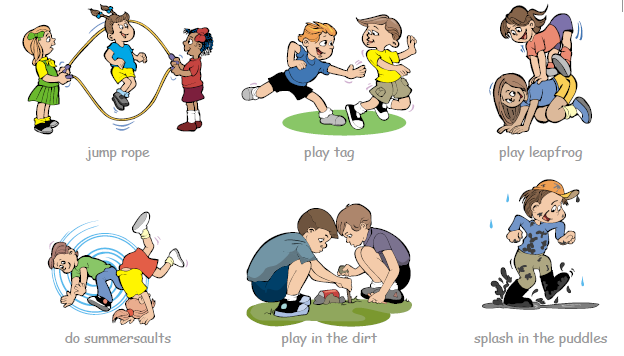 jump rope
play tag
play leapfrog
do summersaults
play in the dirt
splash in the puddles